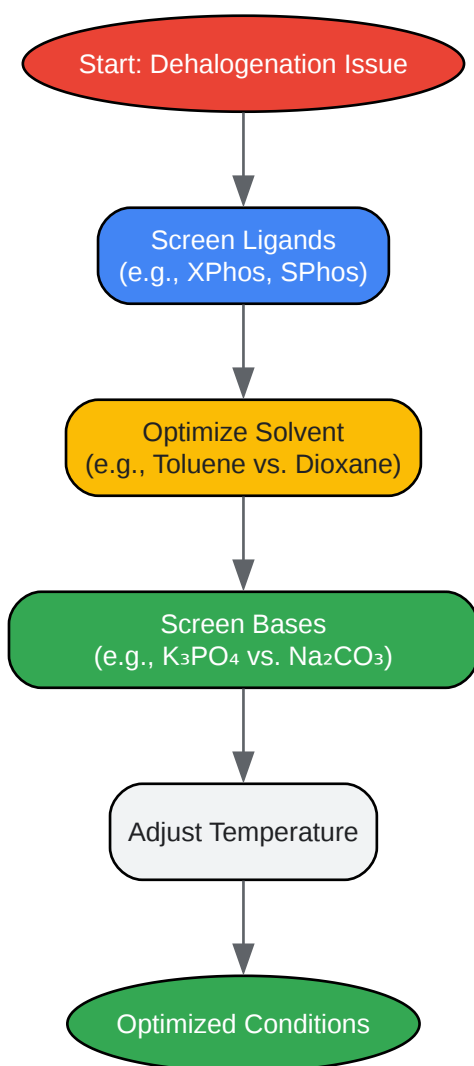 Start: Dehalogenation Issue
Screen Ligands
(e.g., XPhos, SPhos)
Optimize Solvent
(e.g., Toluene vs. Dioxane)
Screen Bases
(e.g., K₃PO₄ vs. Na₂CO₃)
Adjust Temperature
Optimized Conditions